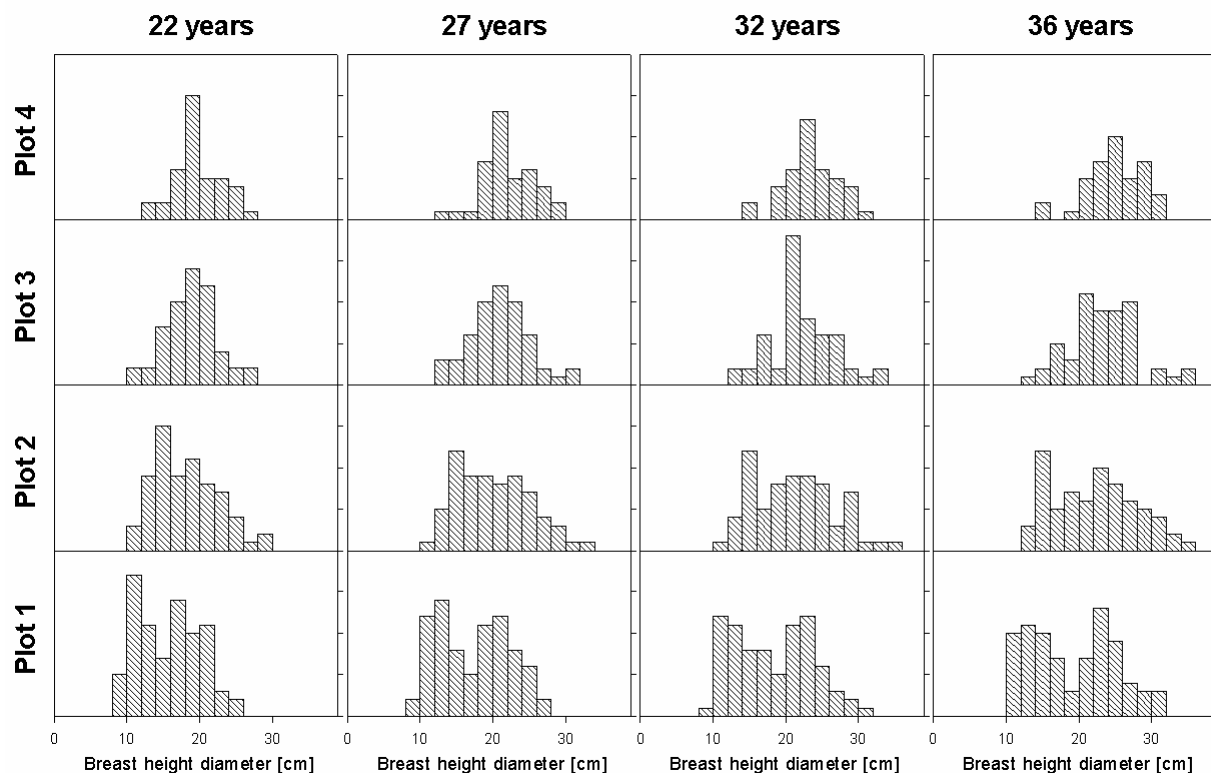 22 years 27 years 32 years 36 years
Plot 4
Plot 3
Plot 2
Plot 1
0 10 20 30 0 10 20 30 0 10 20 30 0 10 20 30
Breast height diameter [cm] Breast height diameter [cm] Breast height diameter [cm] Breast height diameter [cm]